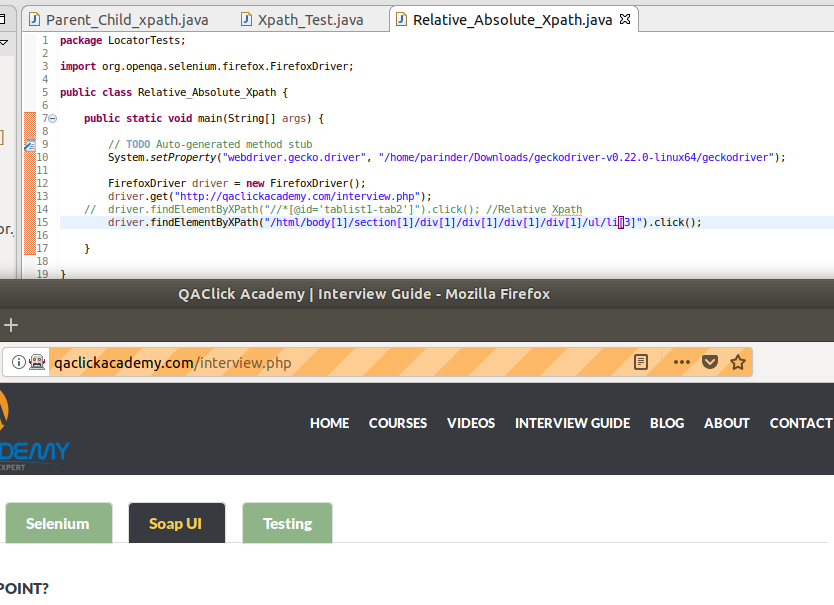 Parent_Child_xpath.java Xpath_Test.java Relative_Absolute_Xpath.java
1 package LocatorTests;
2
3 import org.openqa.selenium.firefox.FirefoxDriver;
4
5 public class Relative_Absolute_Xpath {
6
7 public static void main(String[] args) {
8
9 // TODO Auto-generated method stub
10 System.setProperty("webdriver.gecko.driver", "/home/parinder/Downloads/geckodriver-v0.22.0-linux64/geckodriver");
11
12 FirefoxDriver driver = new FirefoxDriver();
13 driver.get("http://qaclickacademy.com/interview.php");
14 // driver.findElementByXPath("//*[@id='tablist1-tab2']").click(); //Relative Xpath
or. 15 driver.findElementByXPath("/html/body[1]/section[1]/div[1]/div[1]/div[1]/div[1]/ul/li[3]").click();
16
17 }
18
19 }
QAClick Academy | Interview Guide - Mozilla Firefox
+
qaclickacademy.com/interview.php
DEMY
EXPERT
HOME COURSES VIDEOS INTERVIEW GUIDE BLOG ABOUT CONTACT
Selenium Soap UI Testing
POINT?